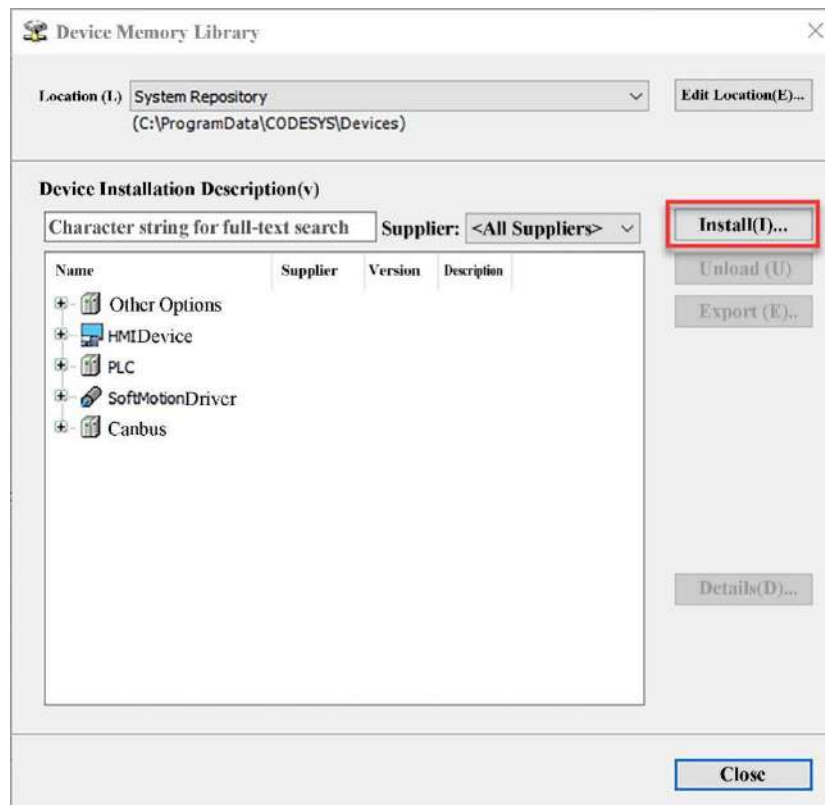 Device Memory Library
Location (L) System Repository Edit Location(E)...
(C:\ProgramData\CODESYS\Devices)
Device Installation Description(v)
Character string for full-text search Supplier: <All Suppliers> Install(I)...
Name Supplier Version Description Unload (U)
Other Options Export (E)..
HMIDevice
PLC
SoftMotionDriver
Canbus
Details(D)...
Close